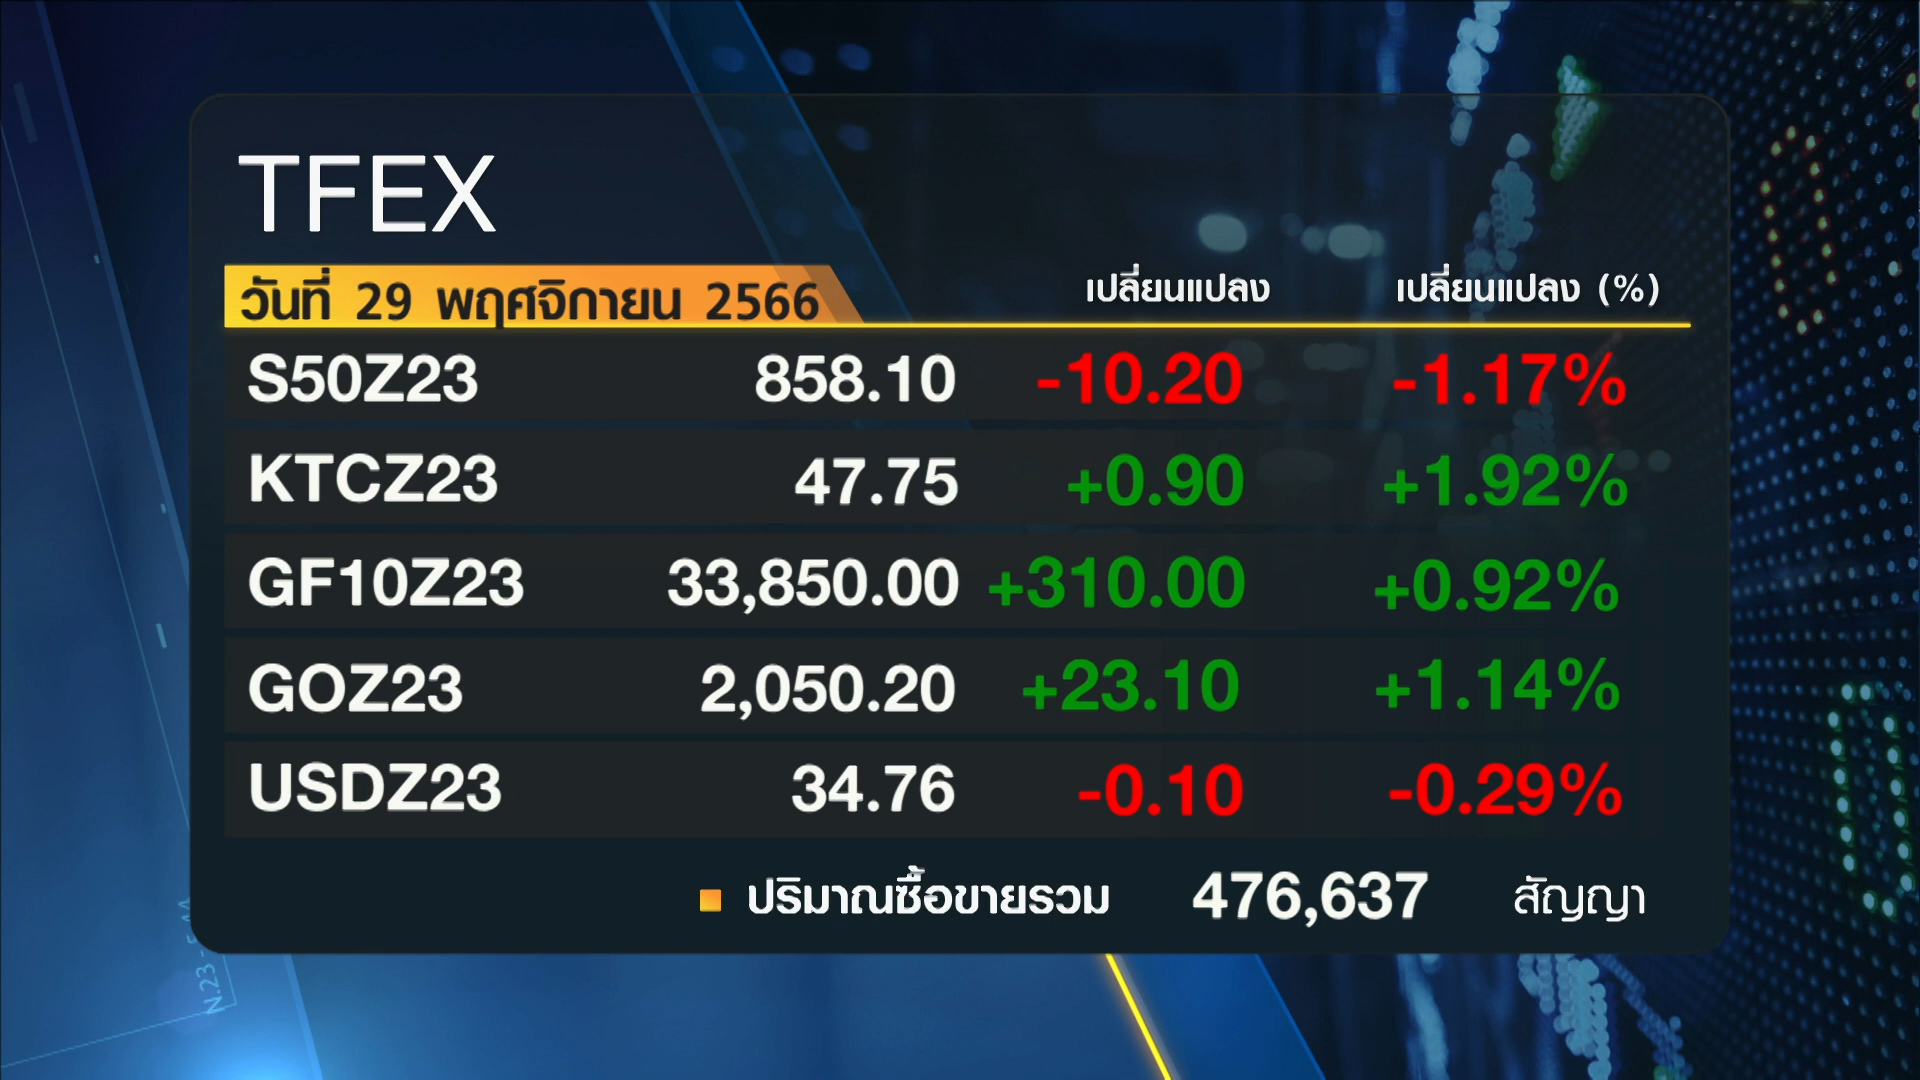 TFEX
วันที่ 29 พฤศจิกายน 2566 เปลี่ยนแปลง เปลี่ยนแปลง (%)
S50Z23 858.10 -10.20 -1.17%
KTCZ23 47.75 +0.90 +1.92%
GF10Z23 33,850.00 +310.00 +0.92%
GOZ23 2,050.20 +23.10 +1.14%
USDZ23 34.76 -0.10 -0.29%
ปริมาณซื้อขายรวม 476,637 สัญญา